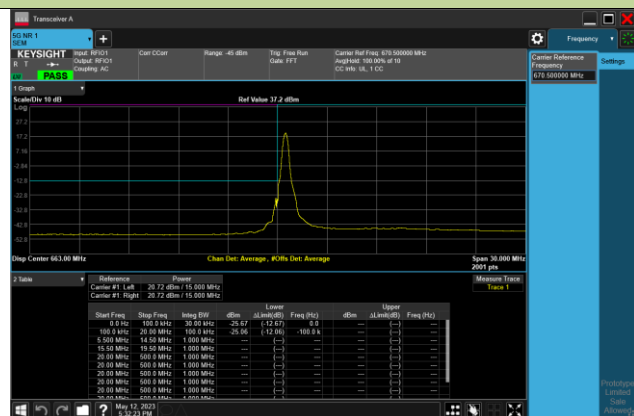 Transceiver A
5G NR 1
SEM
Frequency
KEYSIGHT
R T
PASS
Input: RFIO1
Output: RFIO1
Coupling: AC
Corr CCorr
Range: -45 dBm
Trig: Free Run
Gate: FFT
Carrier Ref Freq: 670.500000 MHz
Avg|Hold: 100.00% of 10
CC Info: UL, 1 CC
Carrier Reference
Frequency
670.500000 MHz
Settings
1 Graph
Scale/Div 10 dB
Ref Value 37.2 dBm
Log
27.2
17.2
7.16
-2.84
-12.8
-22.8
-32.8
-42.8
-52.8
Disp Center 663.00 MHz
Chan Det: Average , #Offs Det: Average
Span 30.000 MHz
2001 pts
2 Table
Reference Power
Carrier #1: Left 20.72 dBm / 15.000 MHz
Carrier #1: Right 20.72 dBm / 15.000 MHz
Measure Trace
Trace 1
Lower Upper
Start Freq Stop Freq Integ BW dBm ΔLimit(dB) Freq (Hz) dBm ΔLimit(dB) Freq (Hz)
0.0 Hz 100.0 kHz 30.00 kHz -25.67 (-12.67) 0.0 --- (---) ---
100.0 kHz 20.00 MHz 100.0 kHz -25.06 (-12.06) -100.0 k --- (---) ---
5.500 MHz 14.50 MHz 1.000 MHz --- (---) --- --- (---) ---
15.50 MHz 19.50 MHz 1.000 MHz --- (---) --- --- (---) ---
20.00 MHz 500.0 MHz 1.000 MHz --- (---) --- --- (---) ---
20.00 MHz 500.0 MHz 1.000 MHz --- (---) --- --- (---) ---
20.00 MHz 500.0 MHz 1.000 MHz --- (---) --- --- (---) ---
20.00 MHz 500.0 MHz 1.000 MHz --- (---) --- --- (---) ---
20.00 MHz 500.0 MHz 1.000 MHz --- (---) --- --- (---) ---
Prototype
Limited
Sale
Allowed
May 12, 2023
5:32:23 PM